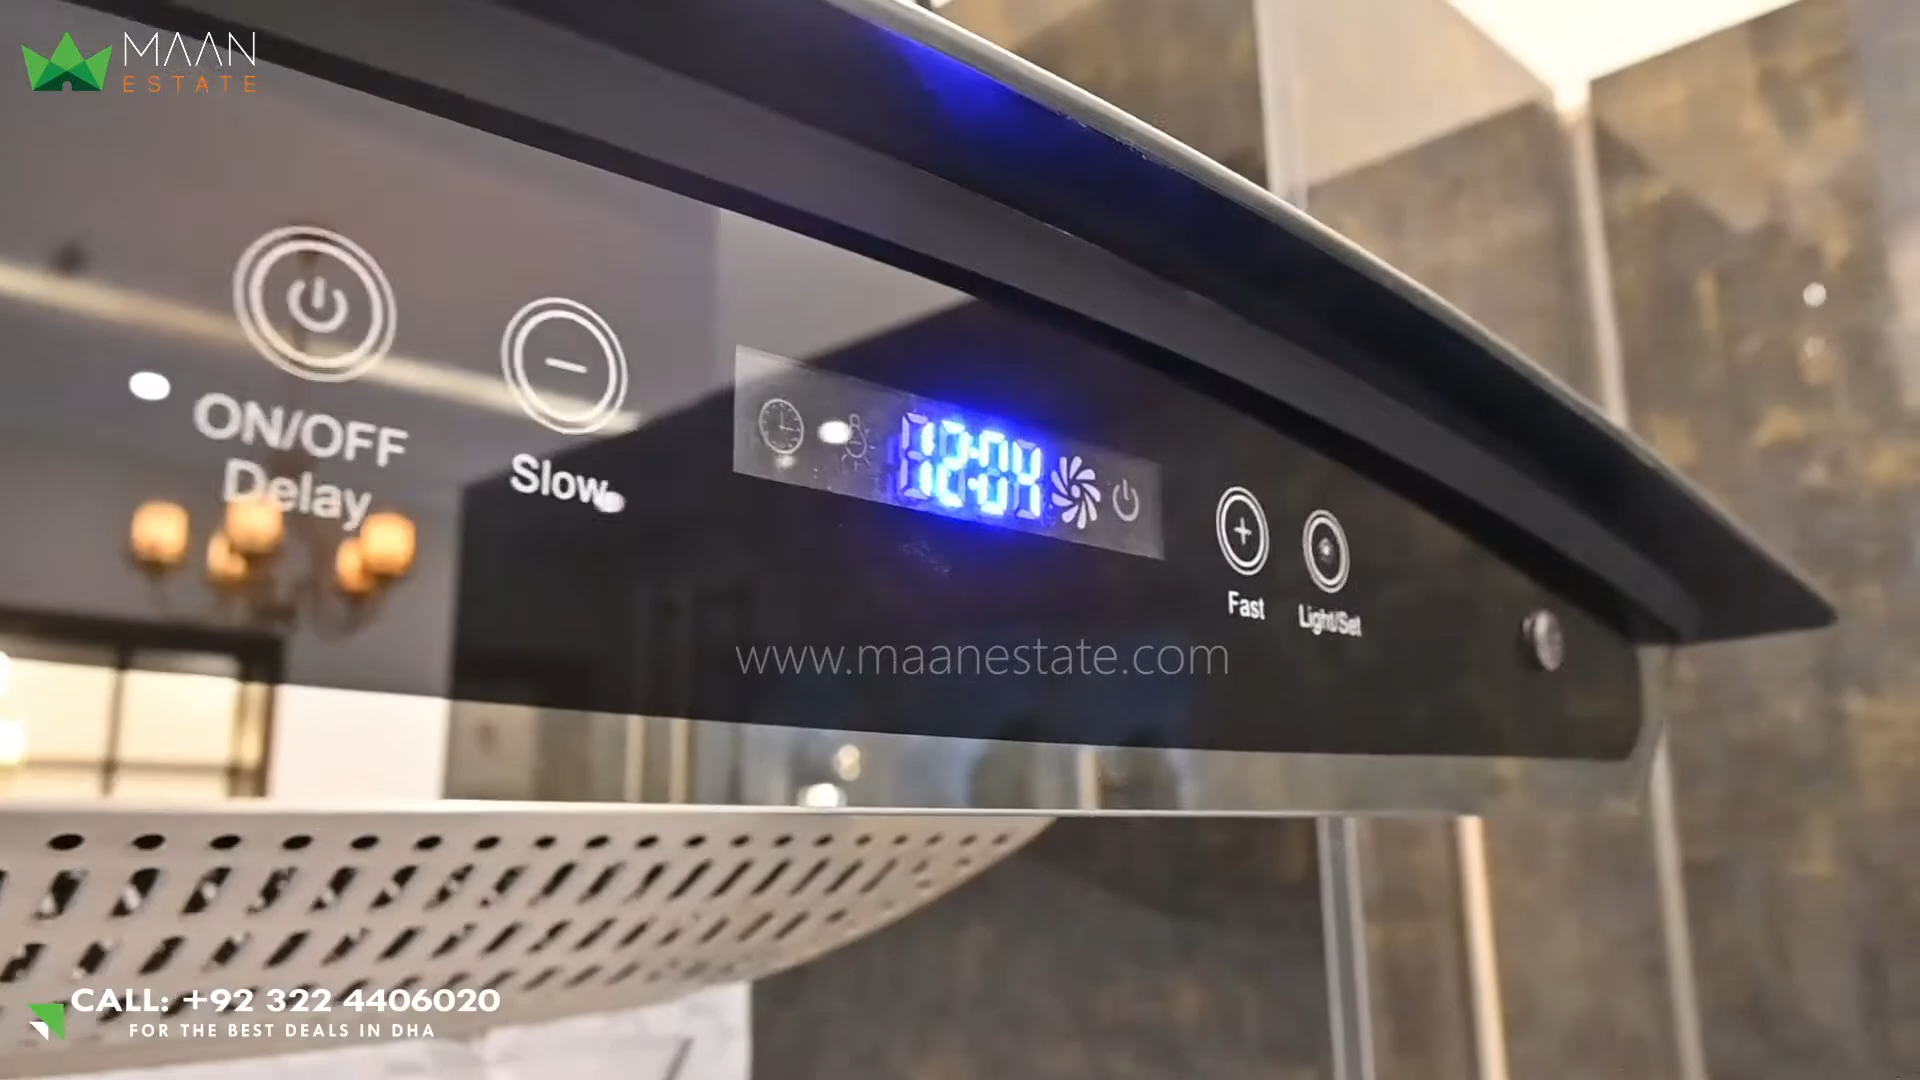 MAAN
ESTATE
ON/OFF
Delay
Slow
12:04
Fast
Light/Set
www.maanestate.com
CALL: +92 322 4406020
FOR THE BEST DEALS IN DHA